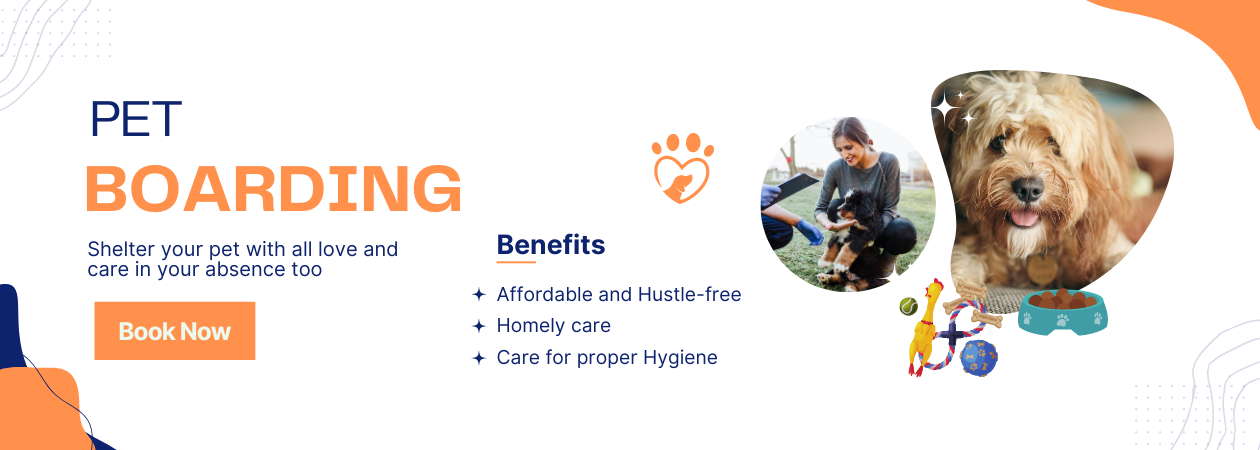 PET
BOARDING
Shelter your pet with all love and
care in your absence too
Book Now
Benefits
Affordable and Hustle-free
Homely care
Care for proper Hygiene